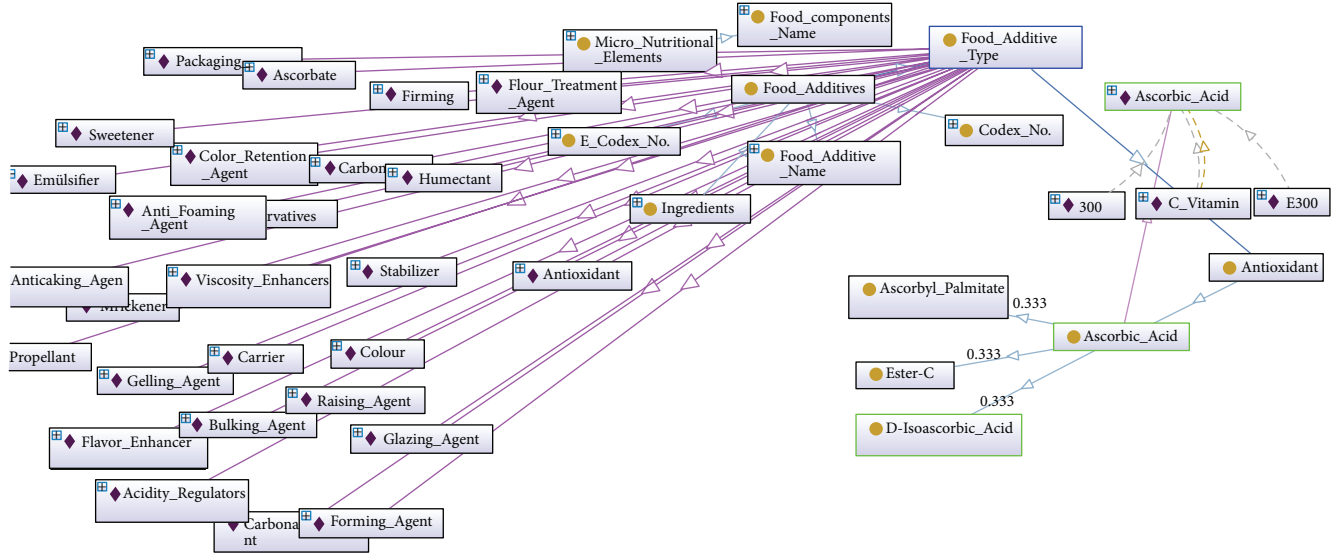 Food_components
_Name
Micro_Nutritional
_Elements
Food_Additive
_Type
Packaging
Ascorbate
Firming
Flour_Treatment
_Agent
Food_Additives
Ascorbic_Acid
Sweetener
Color_Retention
_Agent
Carbon
E_Codex_No.
Codex_No.
Food_Additive
_Name
Emülsifier
Humectant
Anti_Foaming
_Agent
rvatives
Ingredients
300
C_Vitamin
E300
Anticaking_Agen
Viscosity_Enhancers
Stabilizer
Antioxidant
Antioxidant
Ascorbyl_Palmitate
0.333
Propellant
Carrier
Colour
Ascorbic_Acid
0.333
Gelling_Agent
Ester-C
Raising_Agent
0.333
Bulking_Agent
Flavor_Enhancer
Glazing_Agent
D-Isoascorbic_Acid
Acidity_Regulators
Carbona
nt
Forming_Agent